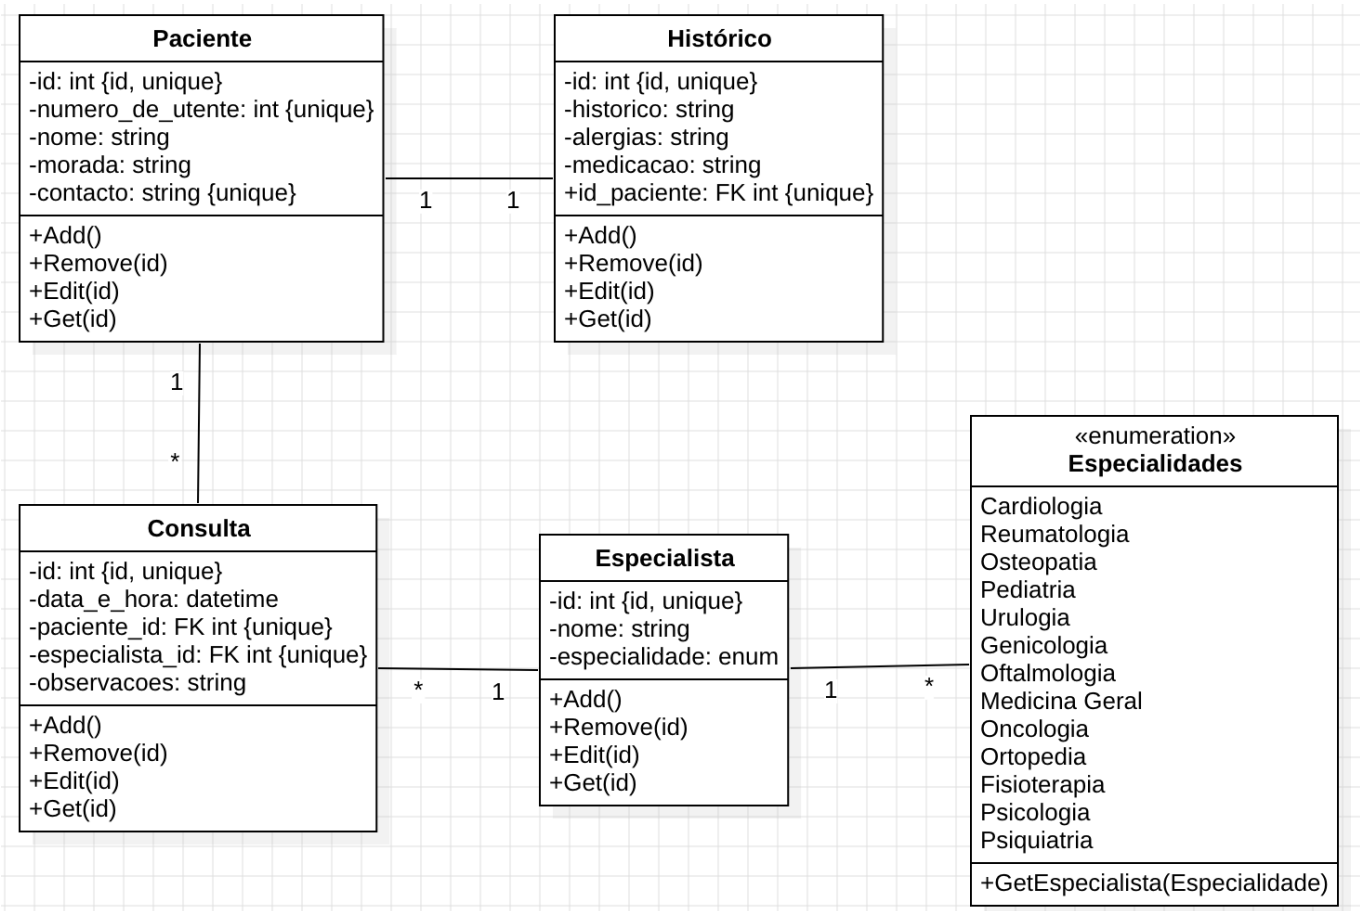 Paciente
-id: int {id, unique}
-numero_de_utente: int {unique}
-nome: string
-morada: string
-contacto: string {unique}
+Add()
+Remove(id)
+Edit(id)
+Get(id)
1
1
Histórico
-id: int {id, unique}
-historico: string
-alergias: string
-medicacao: string
+id_paciente: FK int {unique}
+Add()
+Remove(id)
+Edit(id)
+Get(id)
1
*
Consulta
-id: int {id, unique}
-data_e_hora: datetime
-paciente_id: FK int {unique}
-especialista_id: FK int {unique}
-observacoes: string
+Add()
+Remove(id)
+Edit(id)
+Get(id)
*
1
Especialista
-id: int {id, unique}
-nome: string
-especialidade: enum
+Add()
+Remove(id)
+Edit(id)
+Get(id)
1
*
«enumeration»
Especialidades
Cardiologia
Reumatologia
Osteopatia
Pediatria
Urulogia
Genicologia
Oftalmologia
Medicina Geral
Oncologia
Ortopedia
Fisioterapia
Psicologia
Psiquiatria
+GetEspecialista(Especialidade)